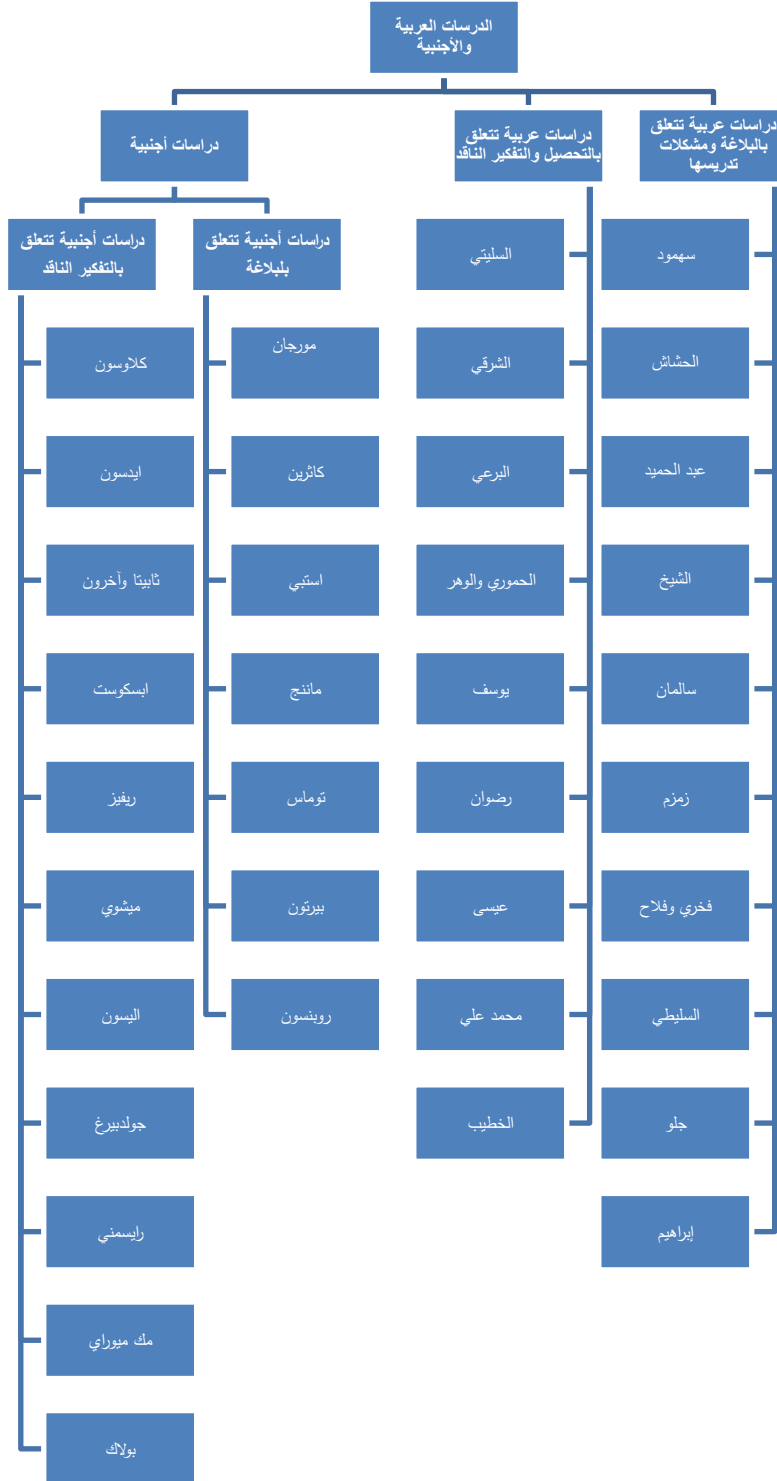 الدرسات العربية
والأجنبية
دراسات عربية تتعلق
بالبلاغة ومشكلات
تدريسها
سهمود
الحشاش
عبد الحميد
الشيخ
سالمان
زمزم
فخري وفلاح
السليطي
جلو
إبراهيم
دراسات عربية تتعلق
بالتحصيل والتفكير الناقد
السليتي
الشرقي
البرعي
الحموري والوهر
يوسف
رضوان
عيسى
محمد علي
الخطيب
دراسات أجنبية
دراسات أجنبية تتعلق
بلبلاغة
مورجان
كاثرين
استبي
ماننج
توماس
بيرتون
روبنسون
دراسات أجنبية تتعلق
بالتفكير الناقد
كلاوسون
ايدسون
ثابيتا وآخرون
ابسكوست
ريفيز
ميشوي
اليسون
جولدبيرغ
رايسمني
مك ميوراي
بولاك